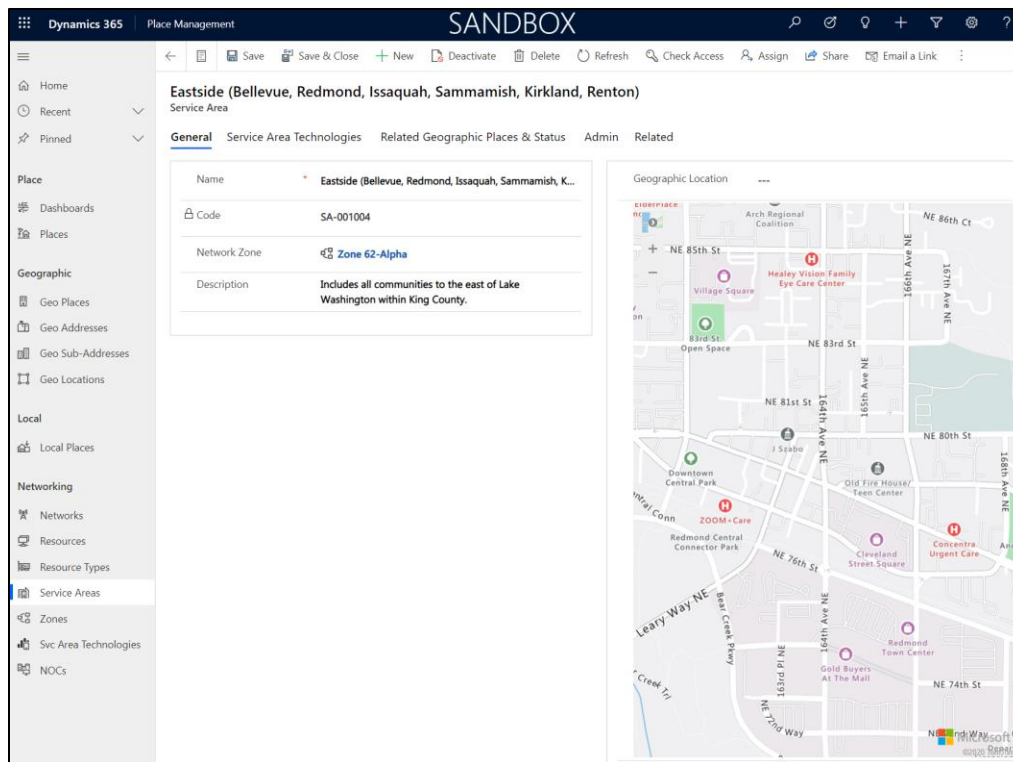 Dynamics 365 Place Management SANDBOX ?
Save Save & Close New Deactivate Delete Refresh Check Access Assign Share Email a Link
Home
Recent
Pinned
Place
Dashboards
Places
Geographic
Geo Places
Geo Addresses
Geo Sub-Addresses
Geo Locations
Local
Local Places
Networking
Networks
Resources
Resource Types
Service Areas
Zones
Svc Area Technologies
NOCs
Eastside (Bellevue, Redmond, Issaquah, Sammamish, Kirkland, Renton)
Service Area
General Service Area Technologies Related Geographic Places & Status Admin Related
Name * Eastside (Bellevue, Redmond, Issaquah, Sammamish, K...
Code SA-001004
Network Zone Zone 62-Alpha
Description Includes all communities to the east of Lake
Washington within King County.
Geographic Location ---
ElderPlace
Arch Regional
Coalition
NE 86th Ct
NE 85th St
Healey Vision Family
Eye Care Center
166th Ave NE
167th Ave NE
Village Square
83rd St
Open Space
NE 83rd St
165th Ave NE
NE 81st St
164th Ave NE
NE 80th St
J Szabo
168th Ave NE
Downtown
Central Park
Old Fire House/
Teen Center
Conn
ZOOM+Care
Redmond Central
Connector Park
Cleveland
Street Square
Concentra
Urgent Care
NE 76th St
Leary Way NE
Bear Creek Pkwy
164th Ave NE
Redmond
Town Center
163rd Pl NE
Gold Buyers
At The Mall
NE 74th St
Creek Trl
NE 72nd Way
Microsoft